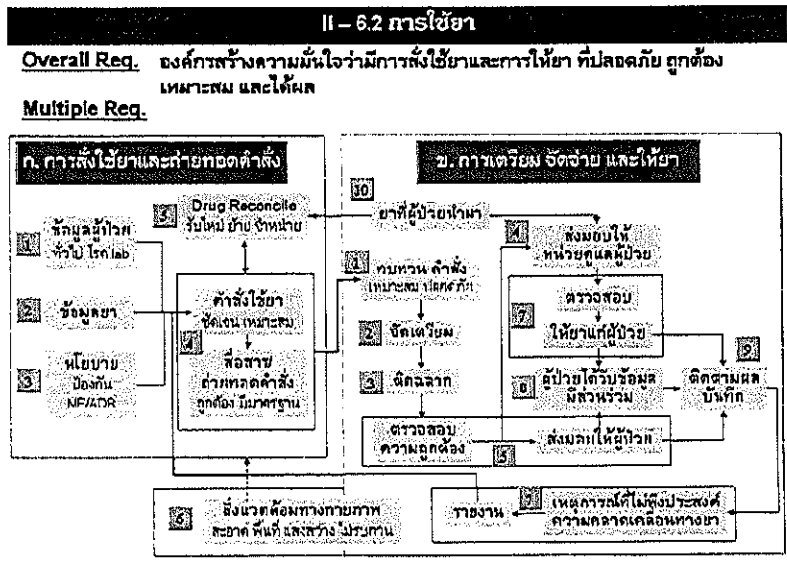 II – 6.2 การใช้ยา
Overall Req. องค์กรสร้างความมั่นใจว่ามีการสั่งใช้ยาและการให้ยา ที่ปลอดภัย ถูกต้อง
เหมาะสม และได้ผล
Multiple Req.
ก. การสั่งใช้ยาและถ่ายทอดคำสั่ง
1 ข้อมูลผู้ป่วย
ทั่วไป โรค lab
2 ข้อมูลยา
3 นโยบาย
ป้องกัน
ME/ADR
5 Drug Reconcile
รับใหม่ ย้าย จำหน่าย
คำสั่งใช้ยา
ชัดเจน เหมาะสม
4 สื่อสาร/
ถ่ายทอดคำสั่ง
ถูกต้อง มีมาตรฐาน
ข. การเตรียม จัดจ่าย และให้ยา
10 ยาที่ผู้ป่วยนำมา
1 ทบทวน คำสั่ง
เหมาะสม ปลอดภัย
2 จัดเตรียม
3 ติดฉลาก
ตรวจสอบ
ความถูกต้อง
5 ส่งมอบให้ผู้ป่วย
4 ส่งมอบให้
หน่วยดูแลผู้ป่วย
ตรวจสอบ
7 ให้ยาแก่ผู้ป่วย
8 ผู้ป่วยได้รับข้อมูล
มีส่วนร่วม
9 ติดตามผล
บันทึก
6 สิ่งแวดล้อมทางกายภาพ
สะอาด พื้นที่ แสงสว่าง ไม่รบกวน
รายงาน
เหตุการณ์ที่ไม่พึงประสงค์
ความคลาดเคลื่อนทางยา